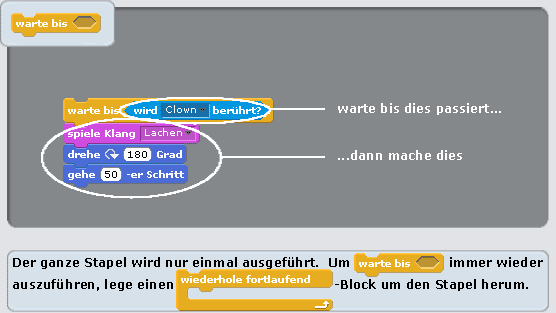 warte bis
warte bis wird Clown berührt?
warte bis dies passiert...
spiele Klang Lachen
drehe 180 Grad
...dann mache dies
gehe 50 -er Schritt
Der ganze Stapel wird nur einmal ausgeführt. Um warte bis immer wieder
auszuführen, lege einen wiederhole fortlaufend -Block um den Stapel herum.